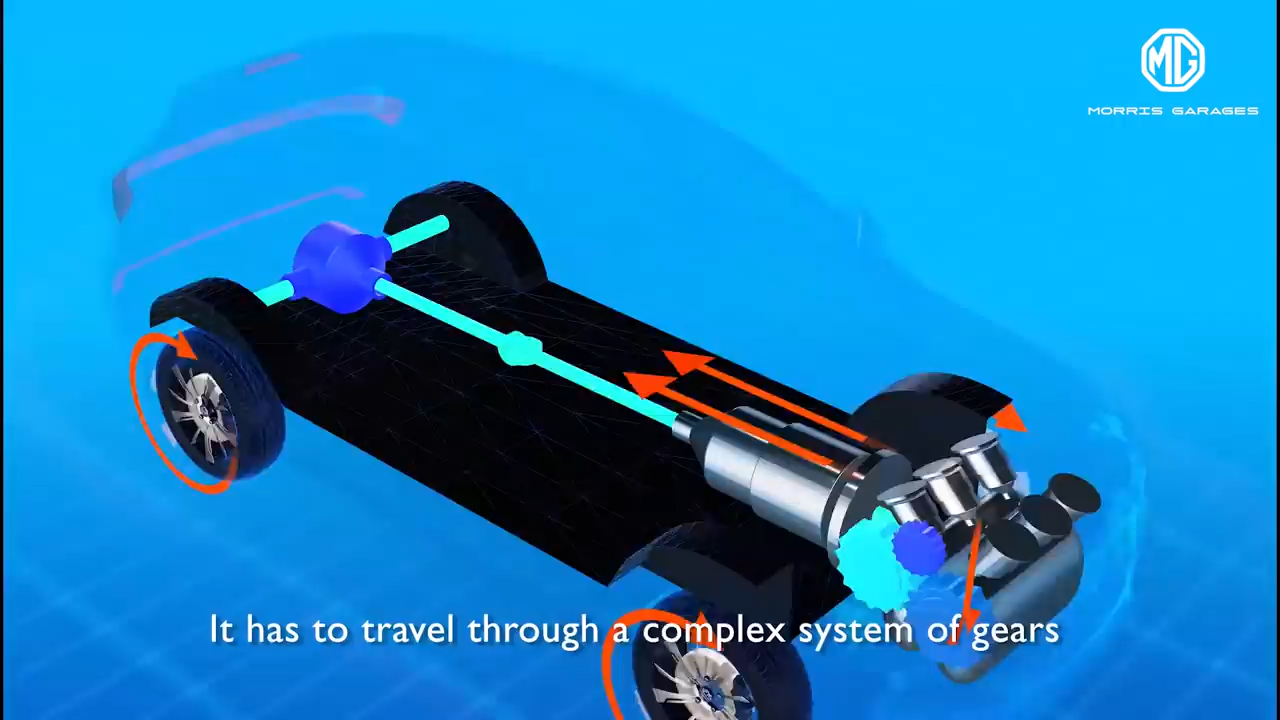 MG
MORRIS GARAGES
It has to travel through a complex system of gears